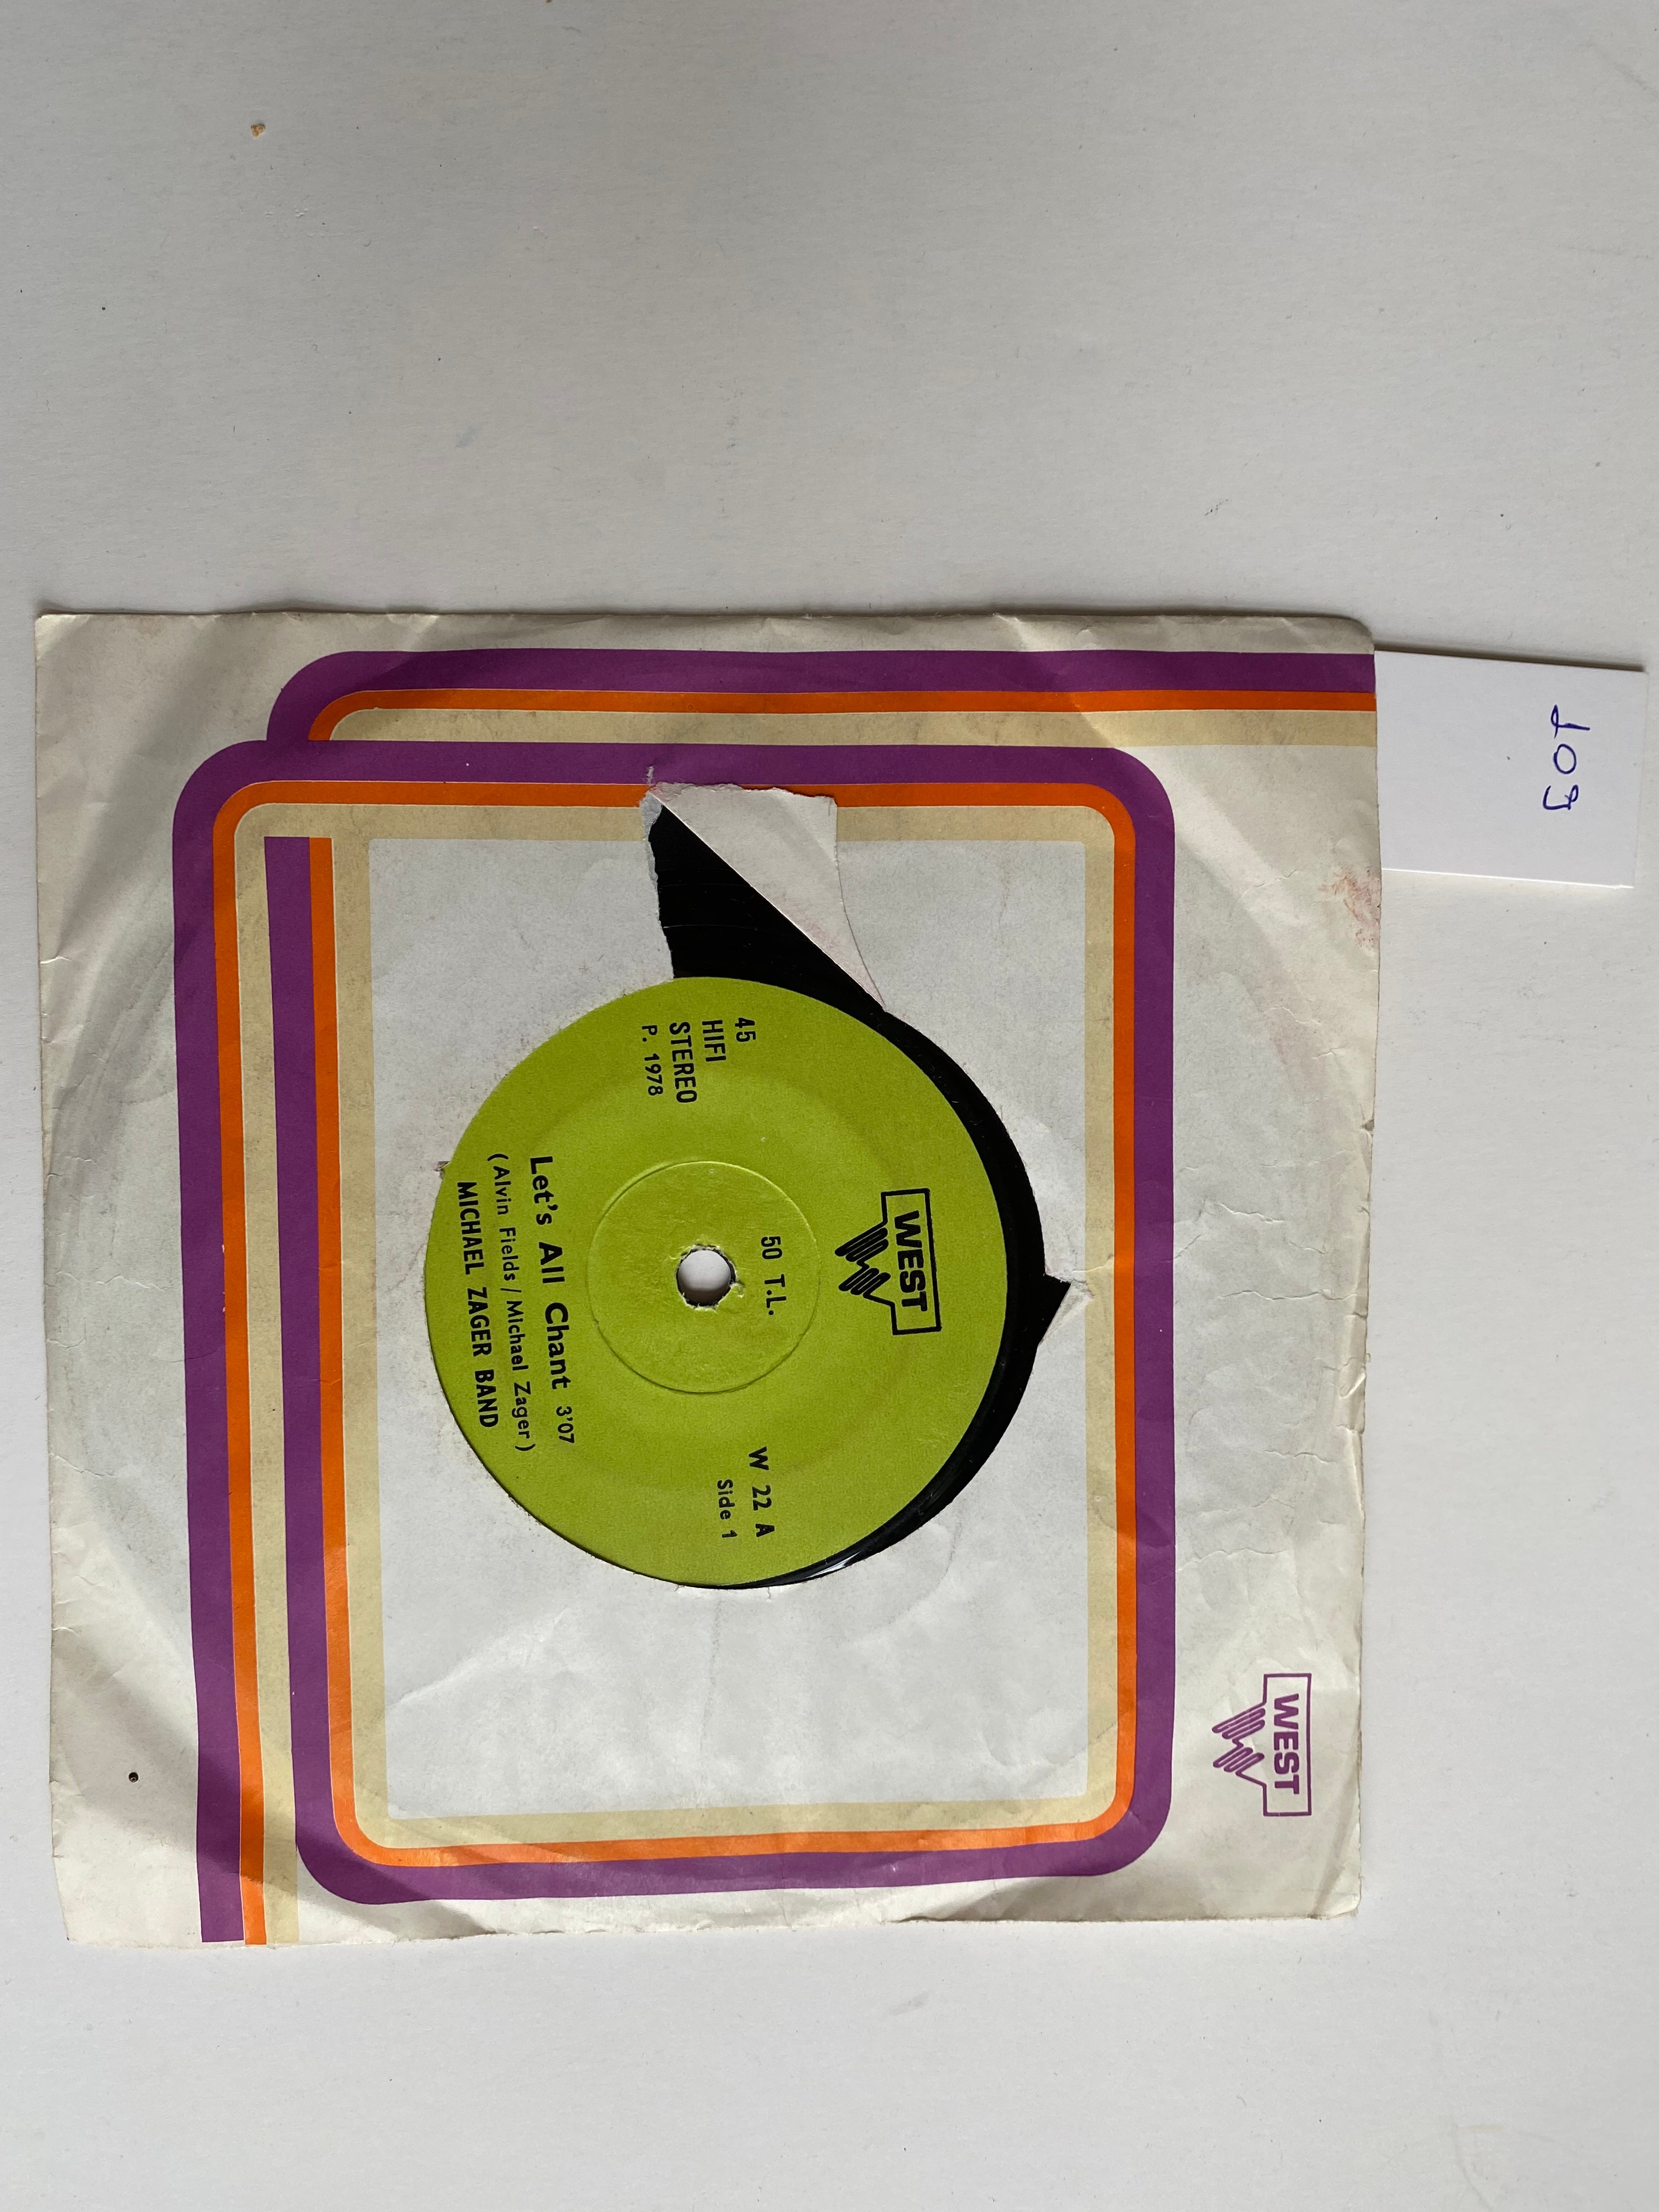 108
WEST
WEST
50 T.L.
45
HIFI
STEREO
P. 1978
W 22 A
Side 1
Let's All Chant 3'07
(Alvin Fields / Michael Zager)
MICHAEL ZAGER BAND